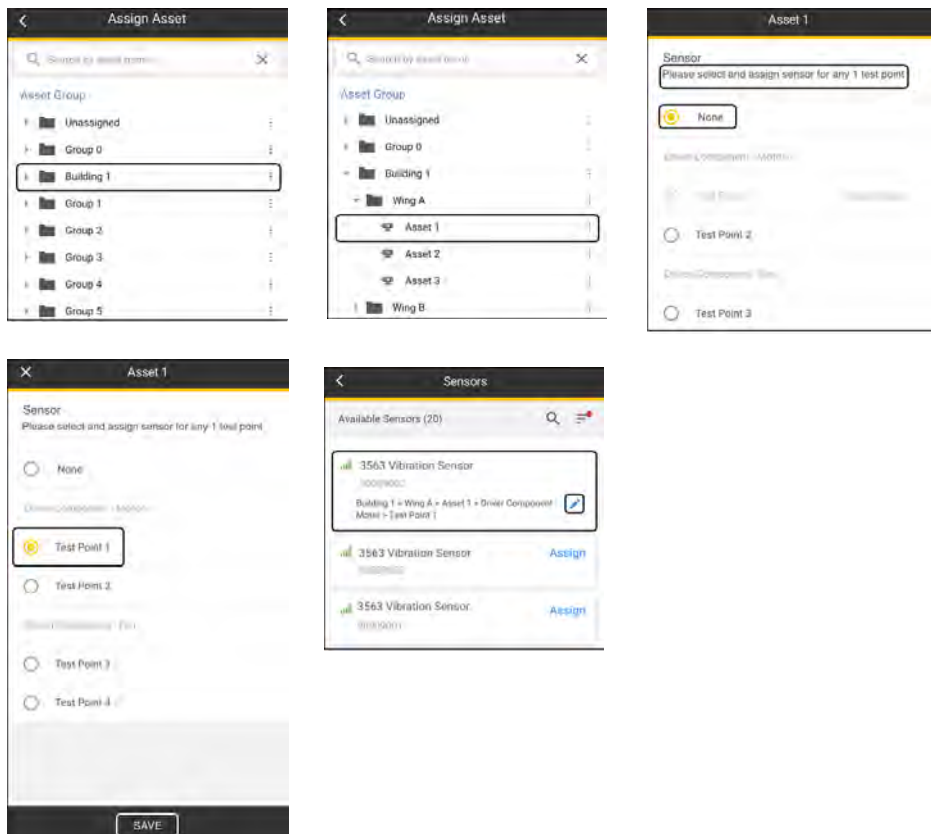 Assign Asset
Asset Group
Unassigned
Group 0
Building 1
Group 1
Group 2
Group 3
Group 4
Group 5
Assign Asset
Asset Group
Unassigned
Group 0
Building 1
Wing A
Asset 1
Asset 2
Asset 3
Wing B
Asset 1
Sensor
Please select and assign sensor for any 1 test point
None
Test Point 2
Test Point 3
Asset 1
Sensor
Please select and assign sensor for any 1 test point
None
Test Point 1
Test Point 2
Test Point 3
Test Point 4
SAVE
Sensors
Available Sensors (20)
3563 Vibration Sensor
Building 1 > Wing A > Asset 1 > Driver Component
Motor > Test Point 1
3563 Vibration Sensor
Assign
3563 Vibration Sensor
Assign